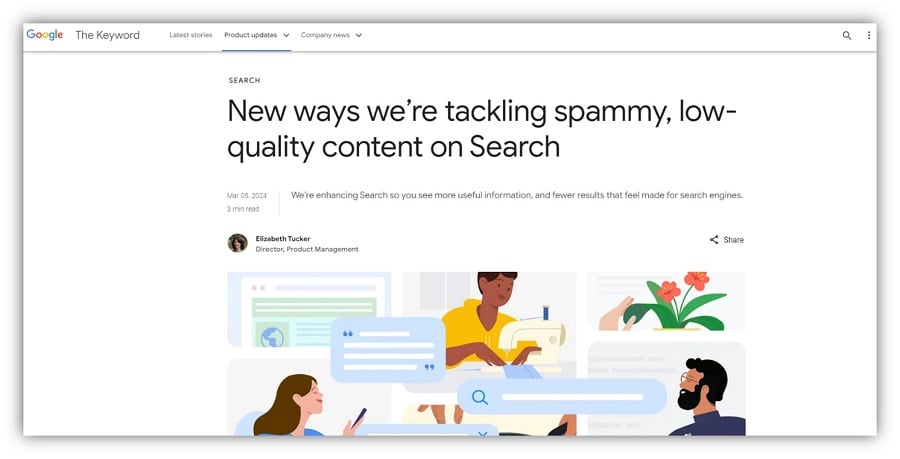 Google The Keyword Latest stories Product updates Company news
SEARCH
New ways we're tackling spammy, low-
quality content on Search
Mar 05, 2024
3 min read
We're enhancing Search so you see more useful information, and fewer results that feel made for search engines.
Elizabeth Tucker
Director, Product Management
Share